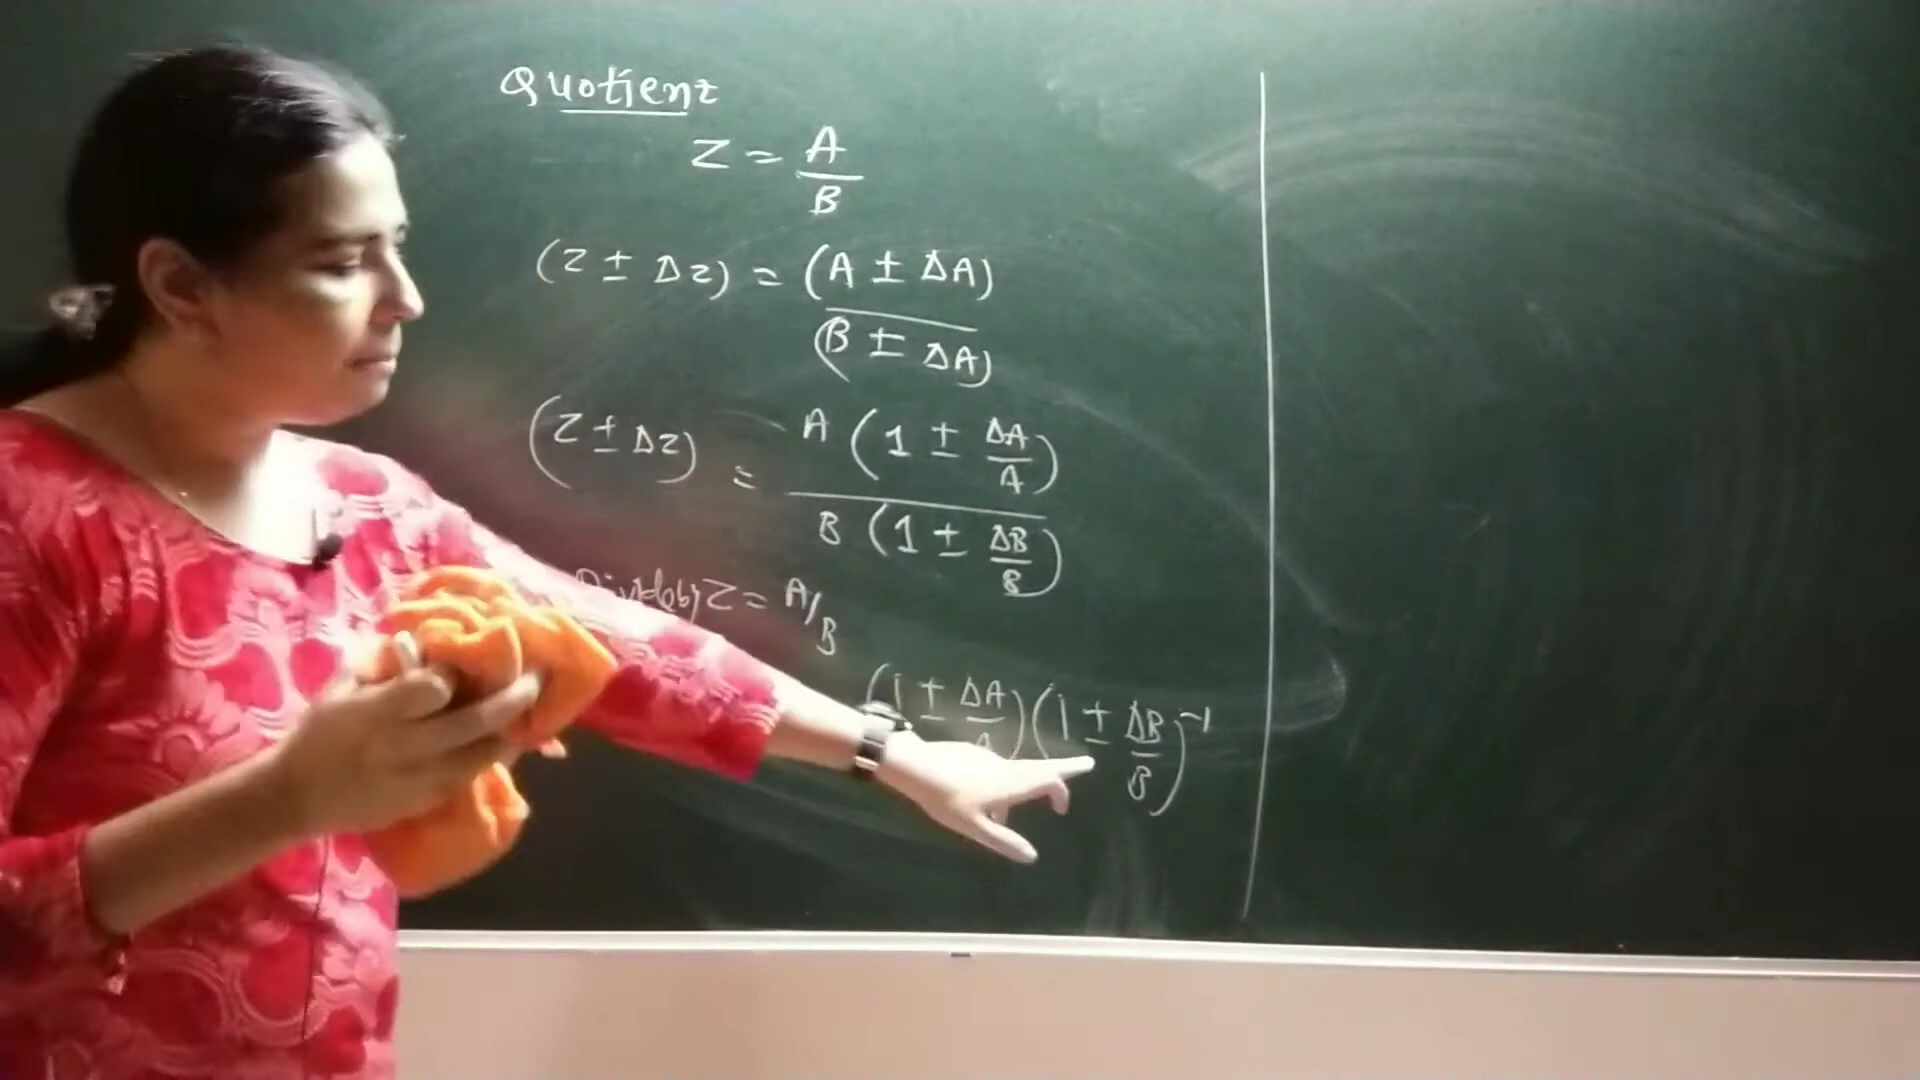 Quotient
Z = A/B
(Z ± ΔZ) = (A ± ΔA)/(B ± ΔA)
(Z ± ΔZ) = A (1 ± ΔA/A)/B (1 ± ΔB/B)
Divide by Z = A/B
(1 ± ΔA/A)(1 ± ΔB/B)⁻¹